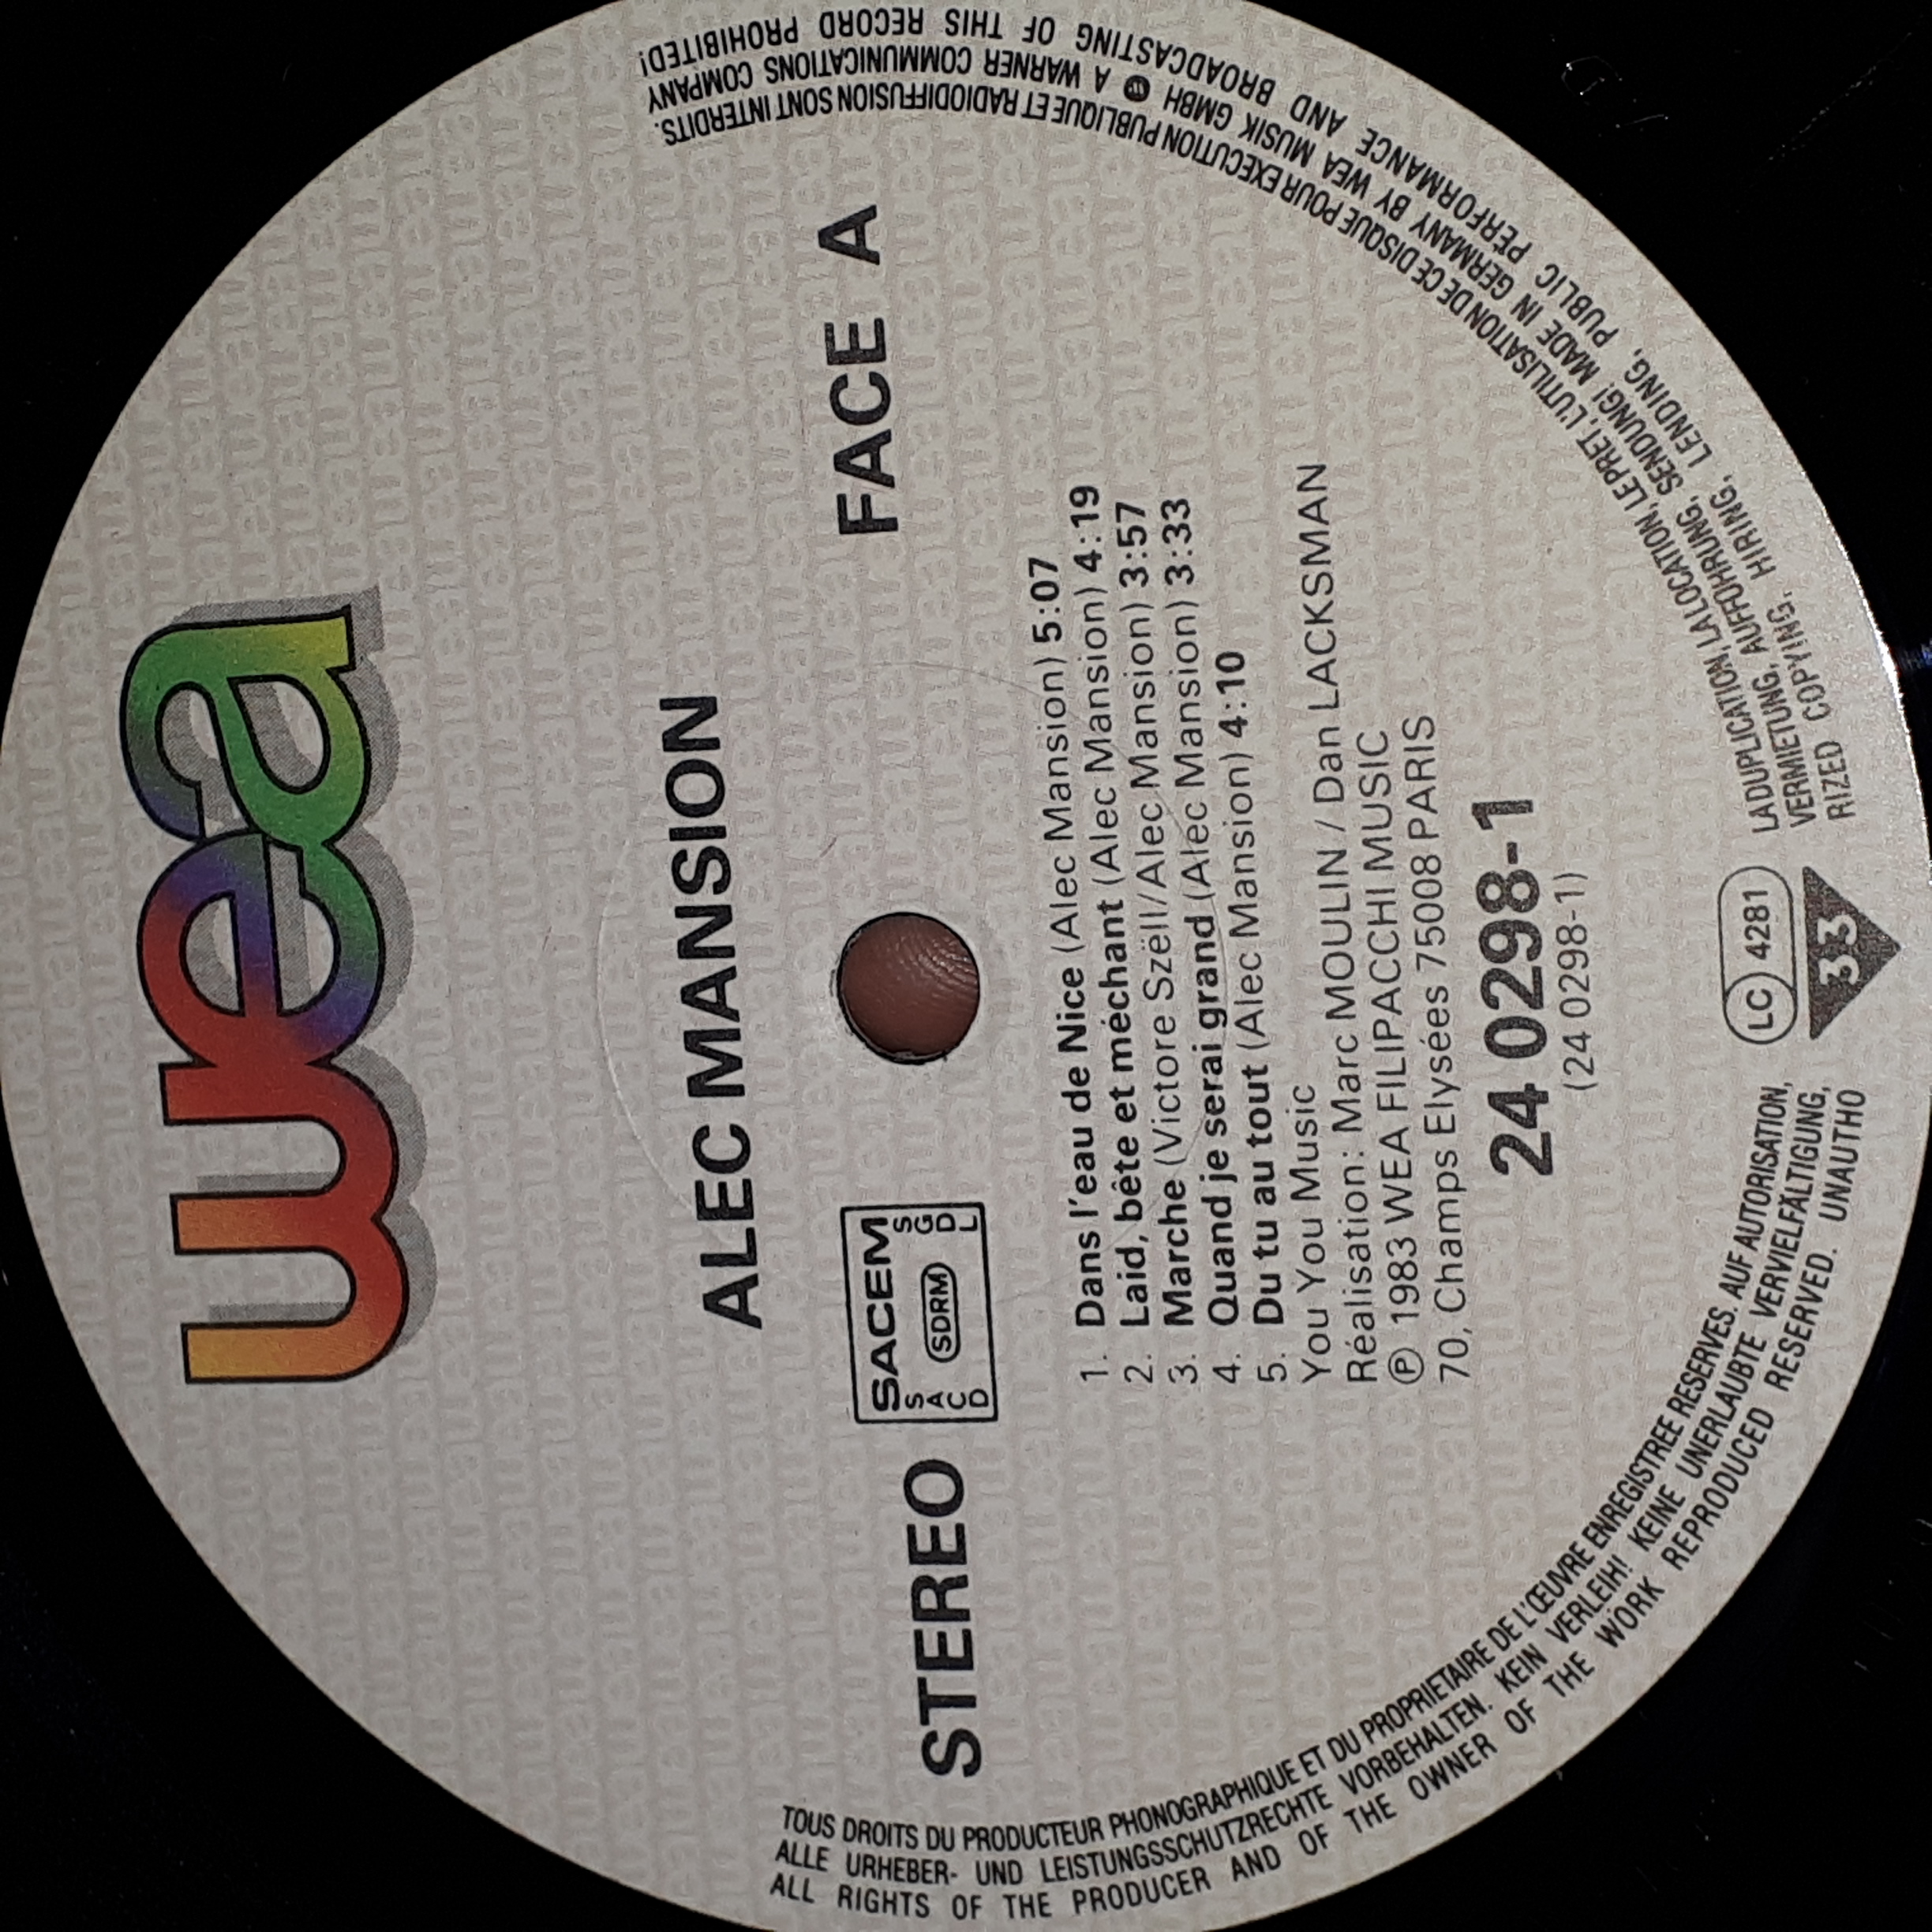 wea
ALEC MANSION
STEREO
SACEM
SACD
SDRM
SGDL
FACE A
1. Dans l'eau de Nice (Alec Mansion) 5:07
2. Laid, bête et méchant (Alec Mansion) 4:19
3. Marche (Victore Szëll/Alec Mansion) 3:57
4. Quand je serai grand (Alec Mansion) 3:33
5. Du tu au tout (Alec Mansion) 4:10
You You Music
Réalisation: Marc MOULIN / Dan LACKSMAN
Ⓟ 1983 WEA FILIPACCHI MUSIC
70, Champs Elysées 75008 PARIS
24 0298-1
(24 0298-1)
LC 4281
33
TOUS DROITS DU PRODUCTEUR PHONOGRAPHIQUE ET DU PROPRIETAIRE DE L'ŒUVRE ENREGISTREE RESERVES. AUF AUTORISATION, LA DUPLICATION, LA LOCATION, LE PRET, L'UTILISATION DE CE DISQUE POUR EXECUTION PUBLIQUE ET RADIODIFFUSION SONT INTERDITS.
ALLE URHEBER- UND LEISTUNGSSCHUTZRECHTE VORBEHALTEN. KEIN VERLEIH! KEINE UNERLAUBTE VERVIELFÄLTIGUNG, VERMIETUNG, AUFFÜHRUNG, SENDUNG! MADE IN GERMANY BY WEA MUSIK GMBH A WARNER COMMUNICATIONS COMPANY
ALL RIGHTS OF THE PRODUCER AND OF THE OWNER OF THE WORK REPRODUCED RESERVED. UNAUTHORIZED COPYING, HIRING, LENDING, PUBLIC PERFORMANCE AND BROADCASTING OF THIS RECORD PROHIBITED!